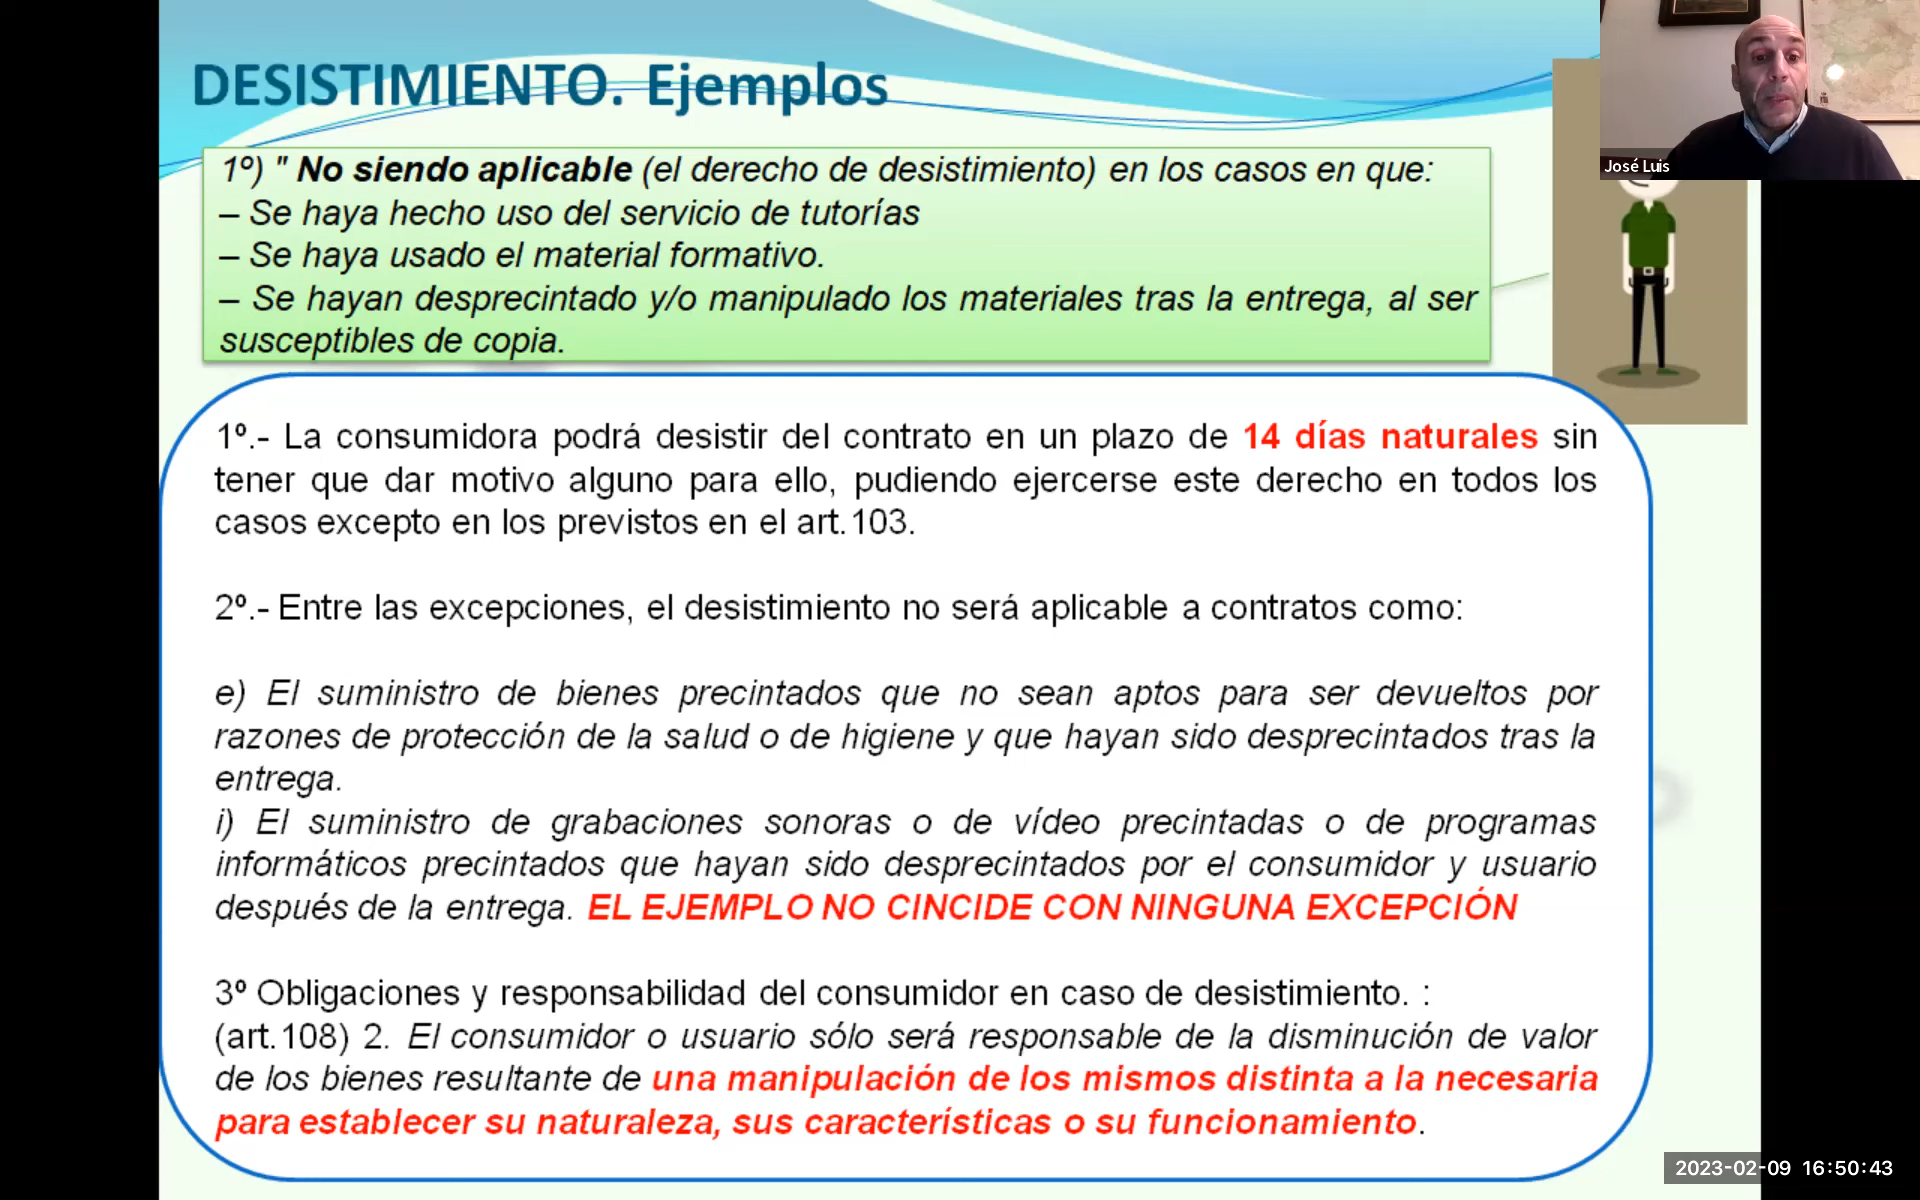 DESISTIMIENTO. Ejemplos
1º) " No siendo aplicable (el derecho de desistimiento) en los casos en que:
– Se haya hecho uso del servicio de tutorías
– Se haya usado el material formativo.
– Se hayan desprecintado y/o manipulado los materiales tras la entrega, al ser
susceptibles de copia.
José Luis
1º.- La consumidora podrá desistir del contrato en un plazo de 14 días naturales sin
tener que dar motivo alguno para ello, pudiendo ejercerse este derecho en todos los
casos excepto en los previstos en el art.103.
2º.- Entre las excepciones, el desistimiento no será aplicable a contratos como:
e) El suministro de bienes precintados que no sean aptos para ser devueltos por
razones de protección de la salud o de higiene y que hayan sido desprecintados tras la
entrega.
i) El suministro de grabaciones sonoras o de vídeo precintadas o de programas
informáticos precintados que hayan sido desprecintados por el consumidor y usuario
después de la entrega. EL EJEMPLO NO CINCIDE CON NINGUNA EXCEPCIÓN
3º Obligaciones y responsabilidad del consumidor en caso de desistimiento. :
(art.108) 2. El consumidor o usuario sólo será responsable de la disminución de valor
de los bienes resultante de una manipulación de los mismos distinta a la necesaria
para establecer su naturaleza, sus características o su funcionamiento.
2023-02-09 16:50:43